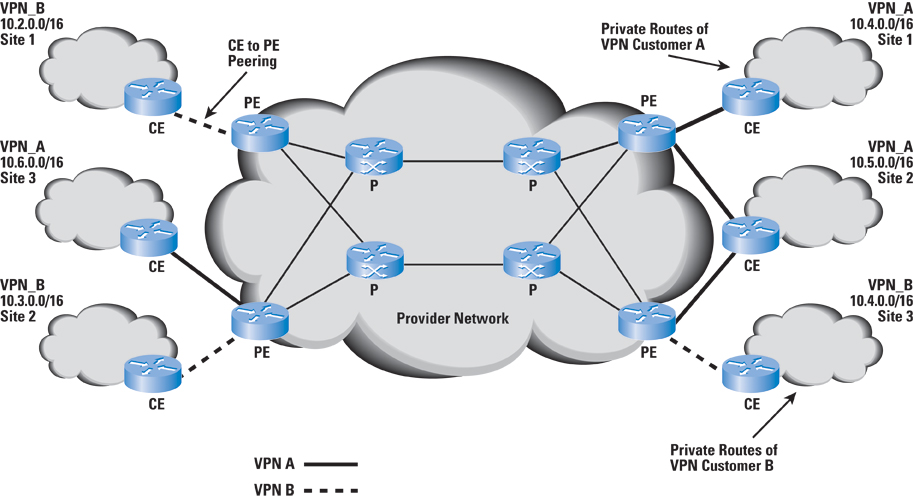 VPN_B
10.2.0.0/16
Site 1
CE
CE to PE
Peering
PE
Private Routes of
VPN Customer A
PE
VPN_A
10.4.0.0/16
Site 1
CE
P
P
VPN_A
10.6.0.0/16
Site 3
CE
VPN_A
10.5.0.0/16
Site 2
CE
P
P
VPN_B
10.3.0.0/16
Site 2
CE
PE
Provider Network
PE
VPN_B
10.4.0.0/16
Site 3
CE
Private Routes of
VPN Customer B
VPN A
VPN B